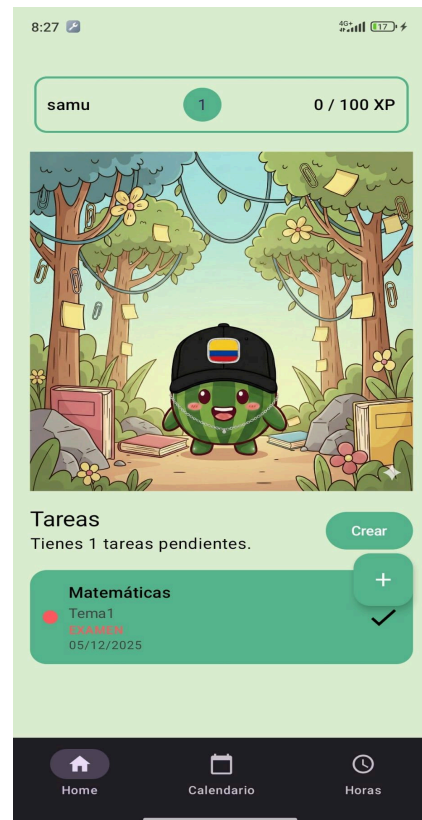 8:27
4G+
17
samu
1
0 / 100 XP
Tareas
Tienes 1 tareas pendientes.
Crear
+
Matemáticas
Tema1
EXAMEN
05/12/2025
Home
Calendario
Horas